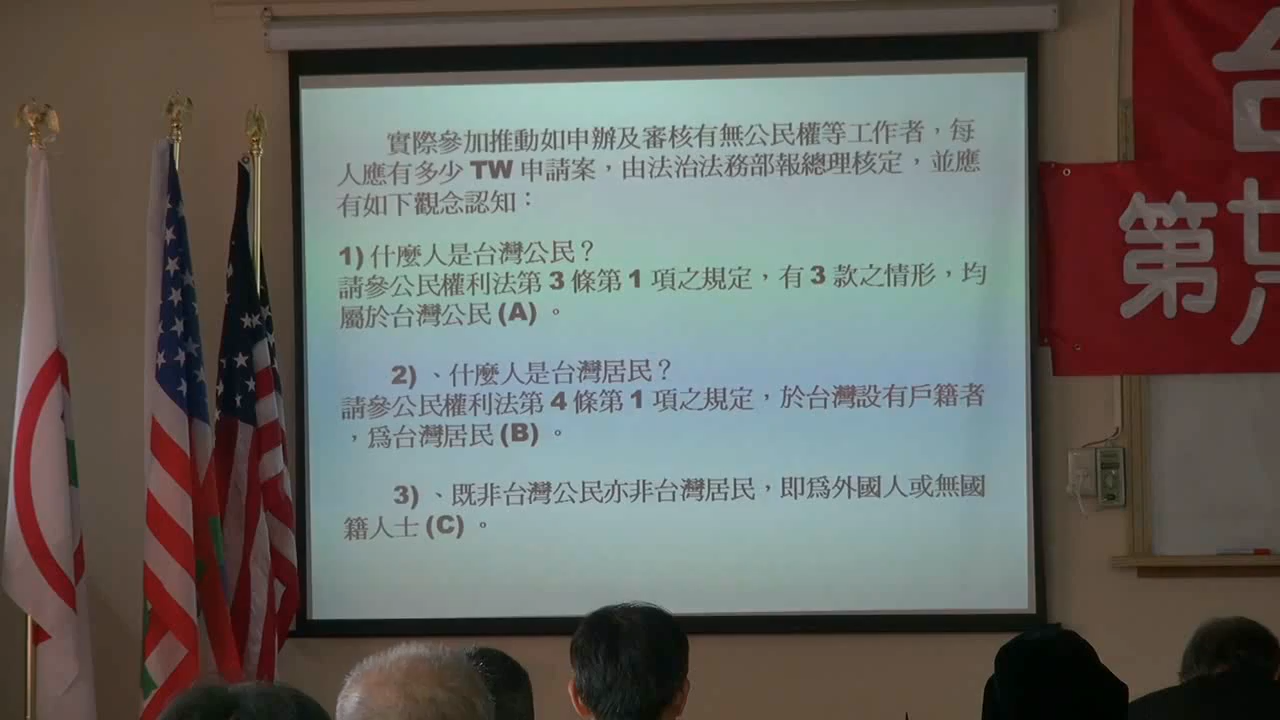 實際參加推動如申辦及審核有無公民權等工作者，每
人應有多少 TW 申請案，由法治法務部報總理核定，並應
有如下觀念認知：
1) 什麼人是台灣公民？
請參公民權利法第 3 條第 1 項之規定，有 3 款之情形，均
屬於台灣公民 (A) 。
2) 、什麼人是台灣居民？
請參公民權利法第 4 條第 1 項之規定，於台灣設有戶籍者
，為台灣居民 (B) 。
3) 、既非台灣公民亦非台灣居民，即為外國人或無國
籍人士 (C) 。
第